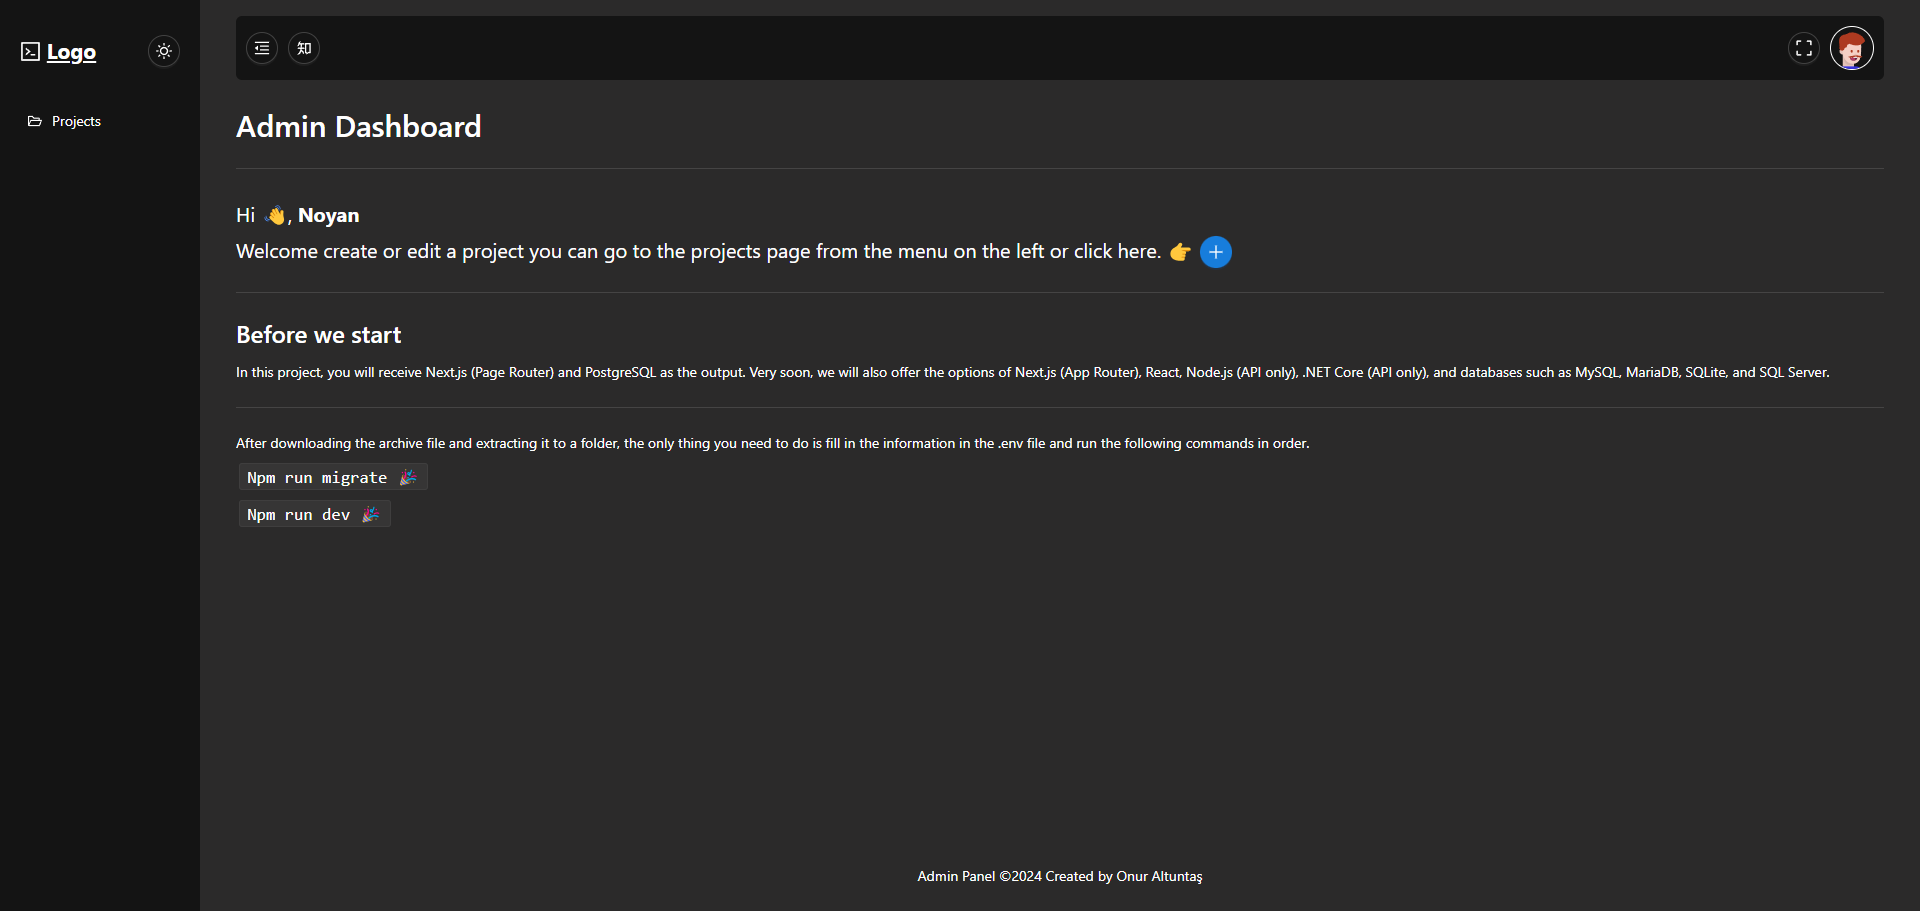 Logo
知
Projects
Admin Dashboard
Hi 👋, Noyan
Welcome create or edit a project you can go to the projects page from the menu on the left or click here. 👉
Before we start
In this project, you will receive Next.js (Page Router) and PostgreSQL as the output. Very soon, we will also offer the options of Next.js (App Router), React, Node.js (API only), .NET Core (API only), and databases such as MySQL, MariaDB, SQLite, and SQL Server.
After downloading the archive file and extracting it to a folder, the only thing you need to do is fill in the information in the .env file and run the following commands in order.
Npm run migrate 🎉
Npm run dev 🎉
Admin Panel ©2024 Created by Onur Altuntaş